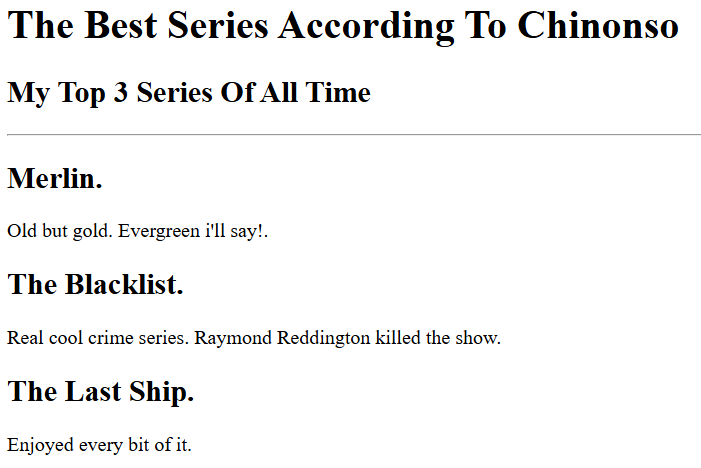 The Best Series According To Chinonso
My Top 3 Series Of All Time
Merlin.
Old but gold. Evergreen i'll say!.
The Blacklist.
Real cool crime series. Raymond Reddington killed the show.
The Last Ship.
Enjoyed every bit of it.